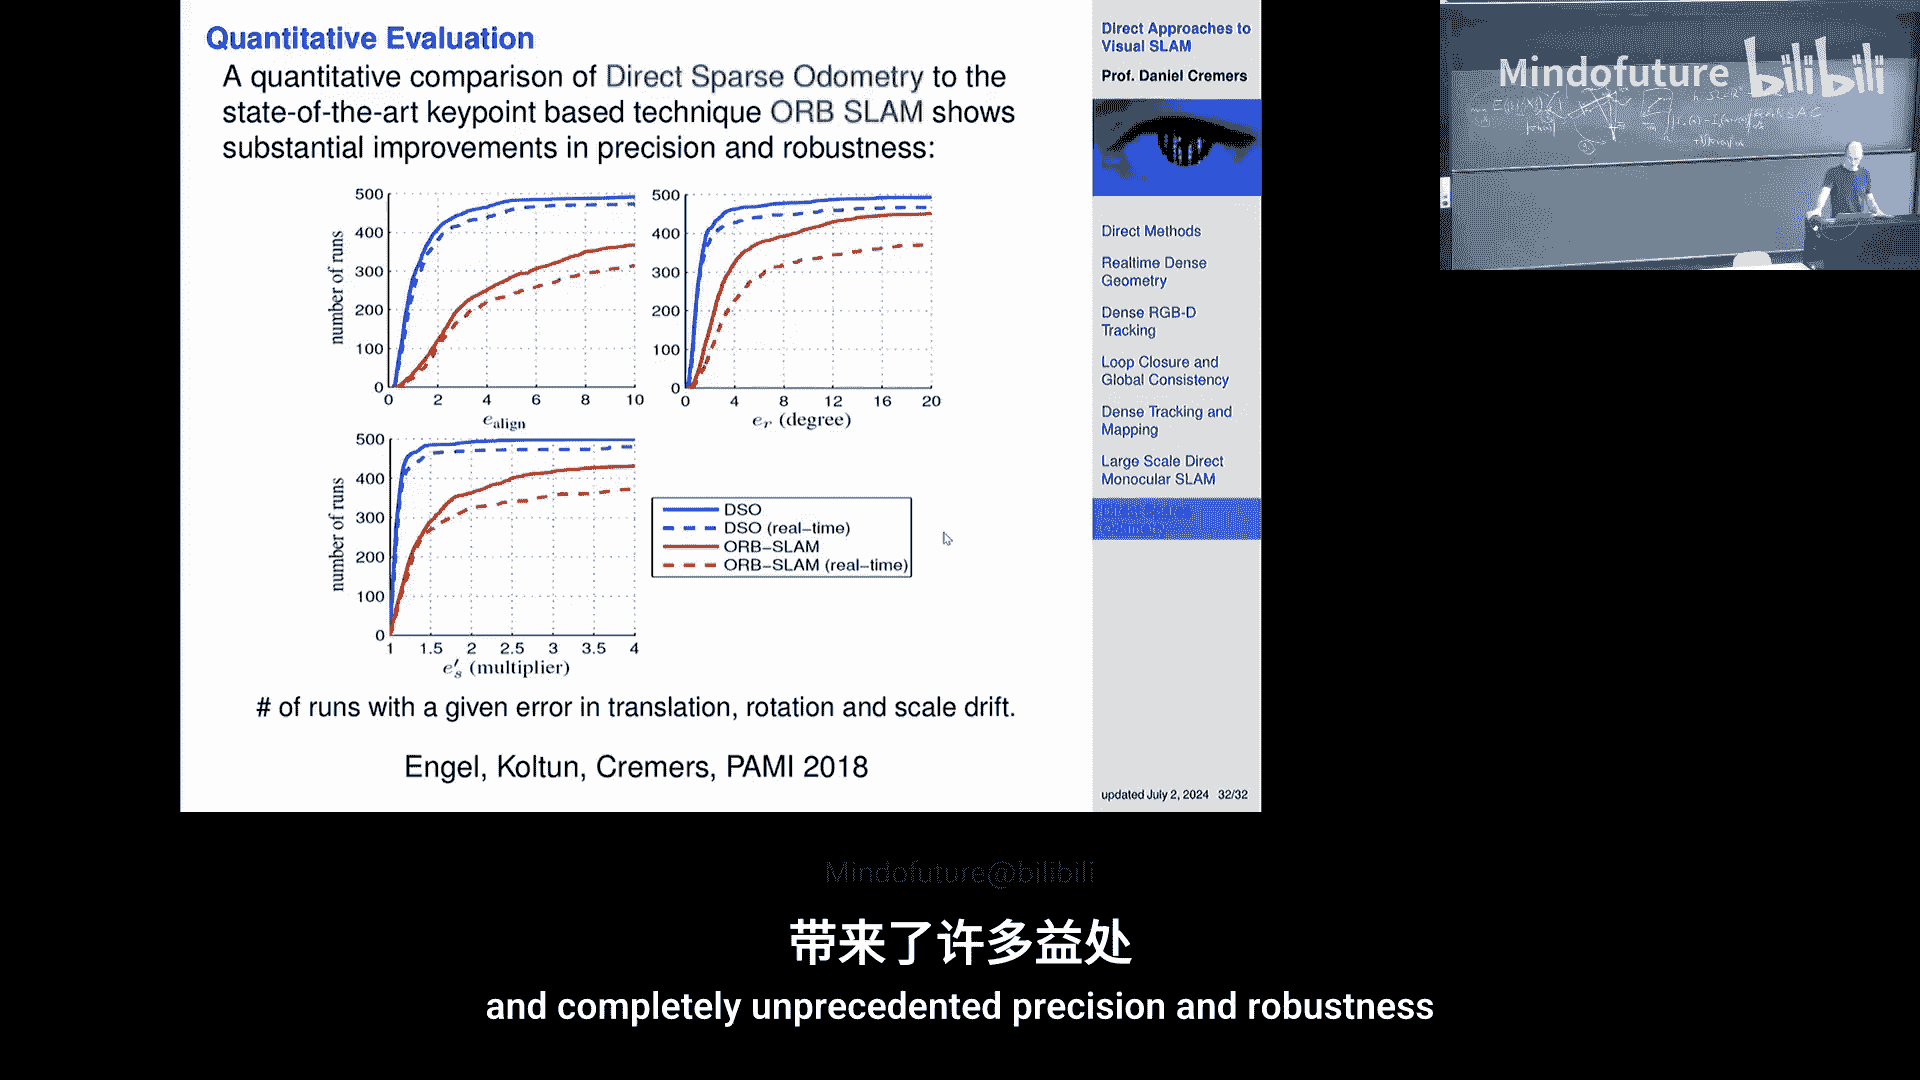 Quantitative Evaluation
A quantitative comparison of Direct Sparse Odometry to the
state-of-the-art keypoint based technique ORB SLAM shows
substantial improvements in precision and robustness:
500
400
300
200
100
0
number of runs
0 2 4 6 8 10
e_align
500
400
300
200
100
0
0 4 8 12 16 20
e_r (degree)
500
400
300
200
100
0
number of runs
1 1.5 2 2.5 3 3.5 4
e'_s (multiplier)
DSO
DSO (real-time)
ORB-SLAM
ORB-SLAM (real-time)
# of runs with a given error in translation, rotation and scale drift.
Engel, Koltun, Cremers, PAMI 2018
Direct Approaches to
Visual SLAM
Prof. Daniel Cremers
Direct Methods
Realtime Dense
Geometry
Dense RGB-D
Tracking
Loop Closure and
Global Consistency
Dense Tracking and
Mapping
Large Scale Direct
Monocular SLAM
updated July 2, 2024 32/32
Mindofuture bilibili
RANSAC
Mindofuture@bilibili
带来了许多益处
and completely unprecedented precision and robustness